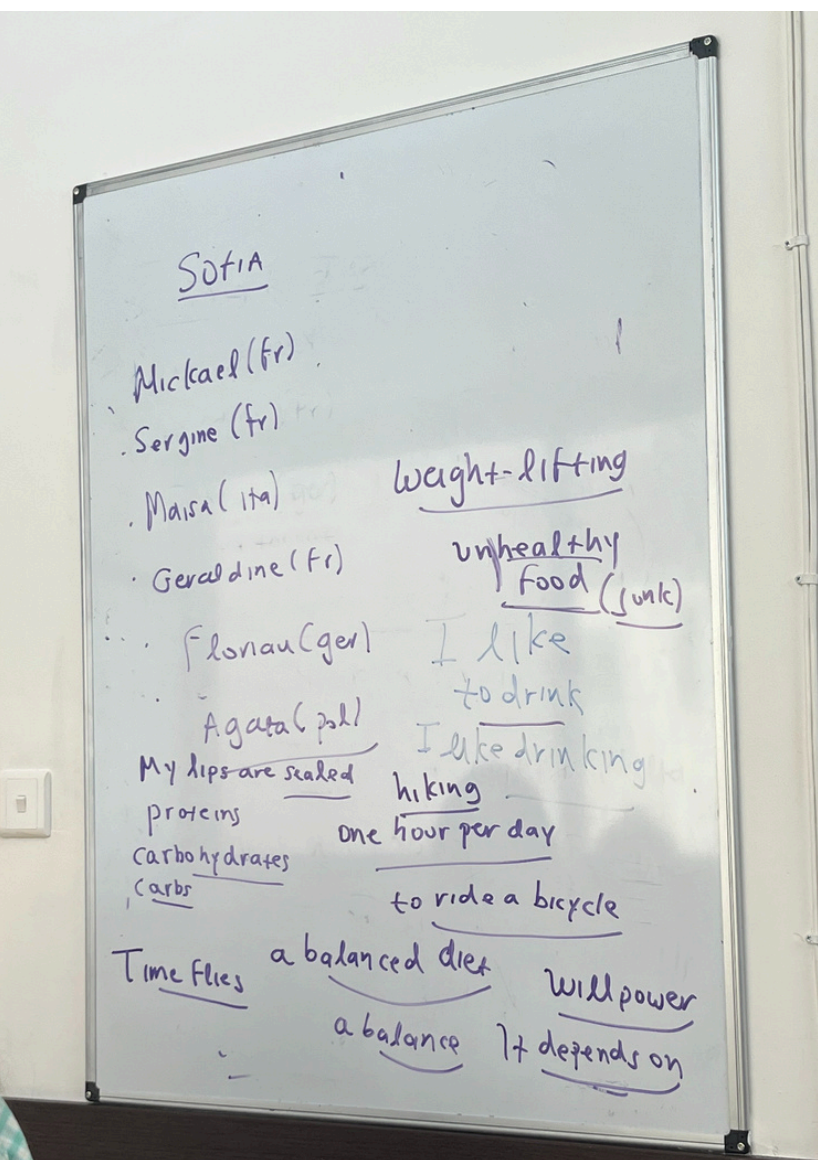 SOFIA
Mickael (fr)
Sergine (fr)
Maisa (ita)
Geraldine (fr)
Florian (ger)
Agata (pol)
My lips are sealed
proteins
carbohydrates
carbs
Time flies
weight-lifting
unhealthy
food (junk)
I like
to drink
I like drinking
hiking
one hour per day
to ride a bicycle
a balanced diet
willpower
a balance
It depends on